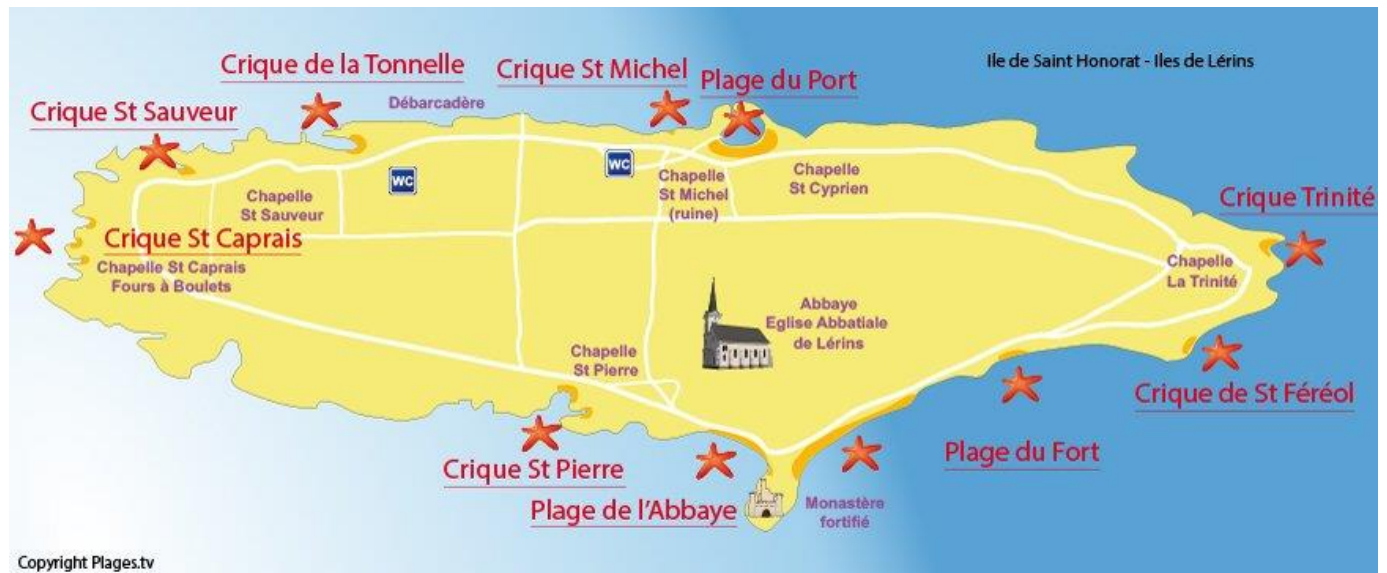 Ile de Saint Honorat - Iles de Lérins
Crique de la Tonnelle
Crique St Michel
Plage du Port
Débarcadère
Crique St Sauveur
WC
WC
Chapelle
St Sauveur
Chapelle
St Michel
(ruine)
Chapelle
St Cyprien
Crique Trinité
Crique St Caprais
Chapelle St Caprais
Fours à Boulets
Chapelle
La Trinité
Abbaye
Eglise Abbatiale
de Lérins
Chapelle
St Pierre
Crique de St Féréol
Plage du Fort
Crique St Pierre
Plage de l'Abbaye
Monastère
fortifié
Copyright Plages.tv